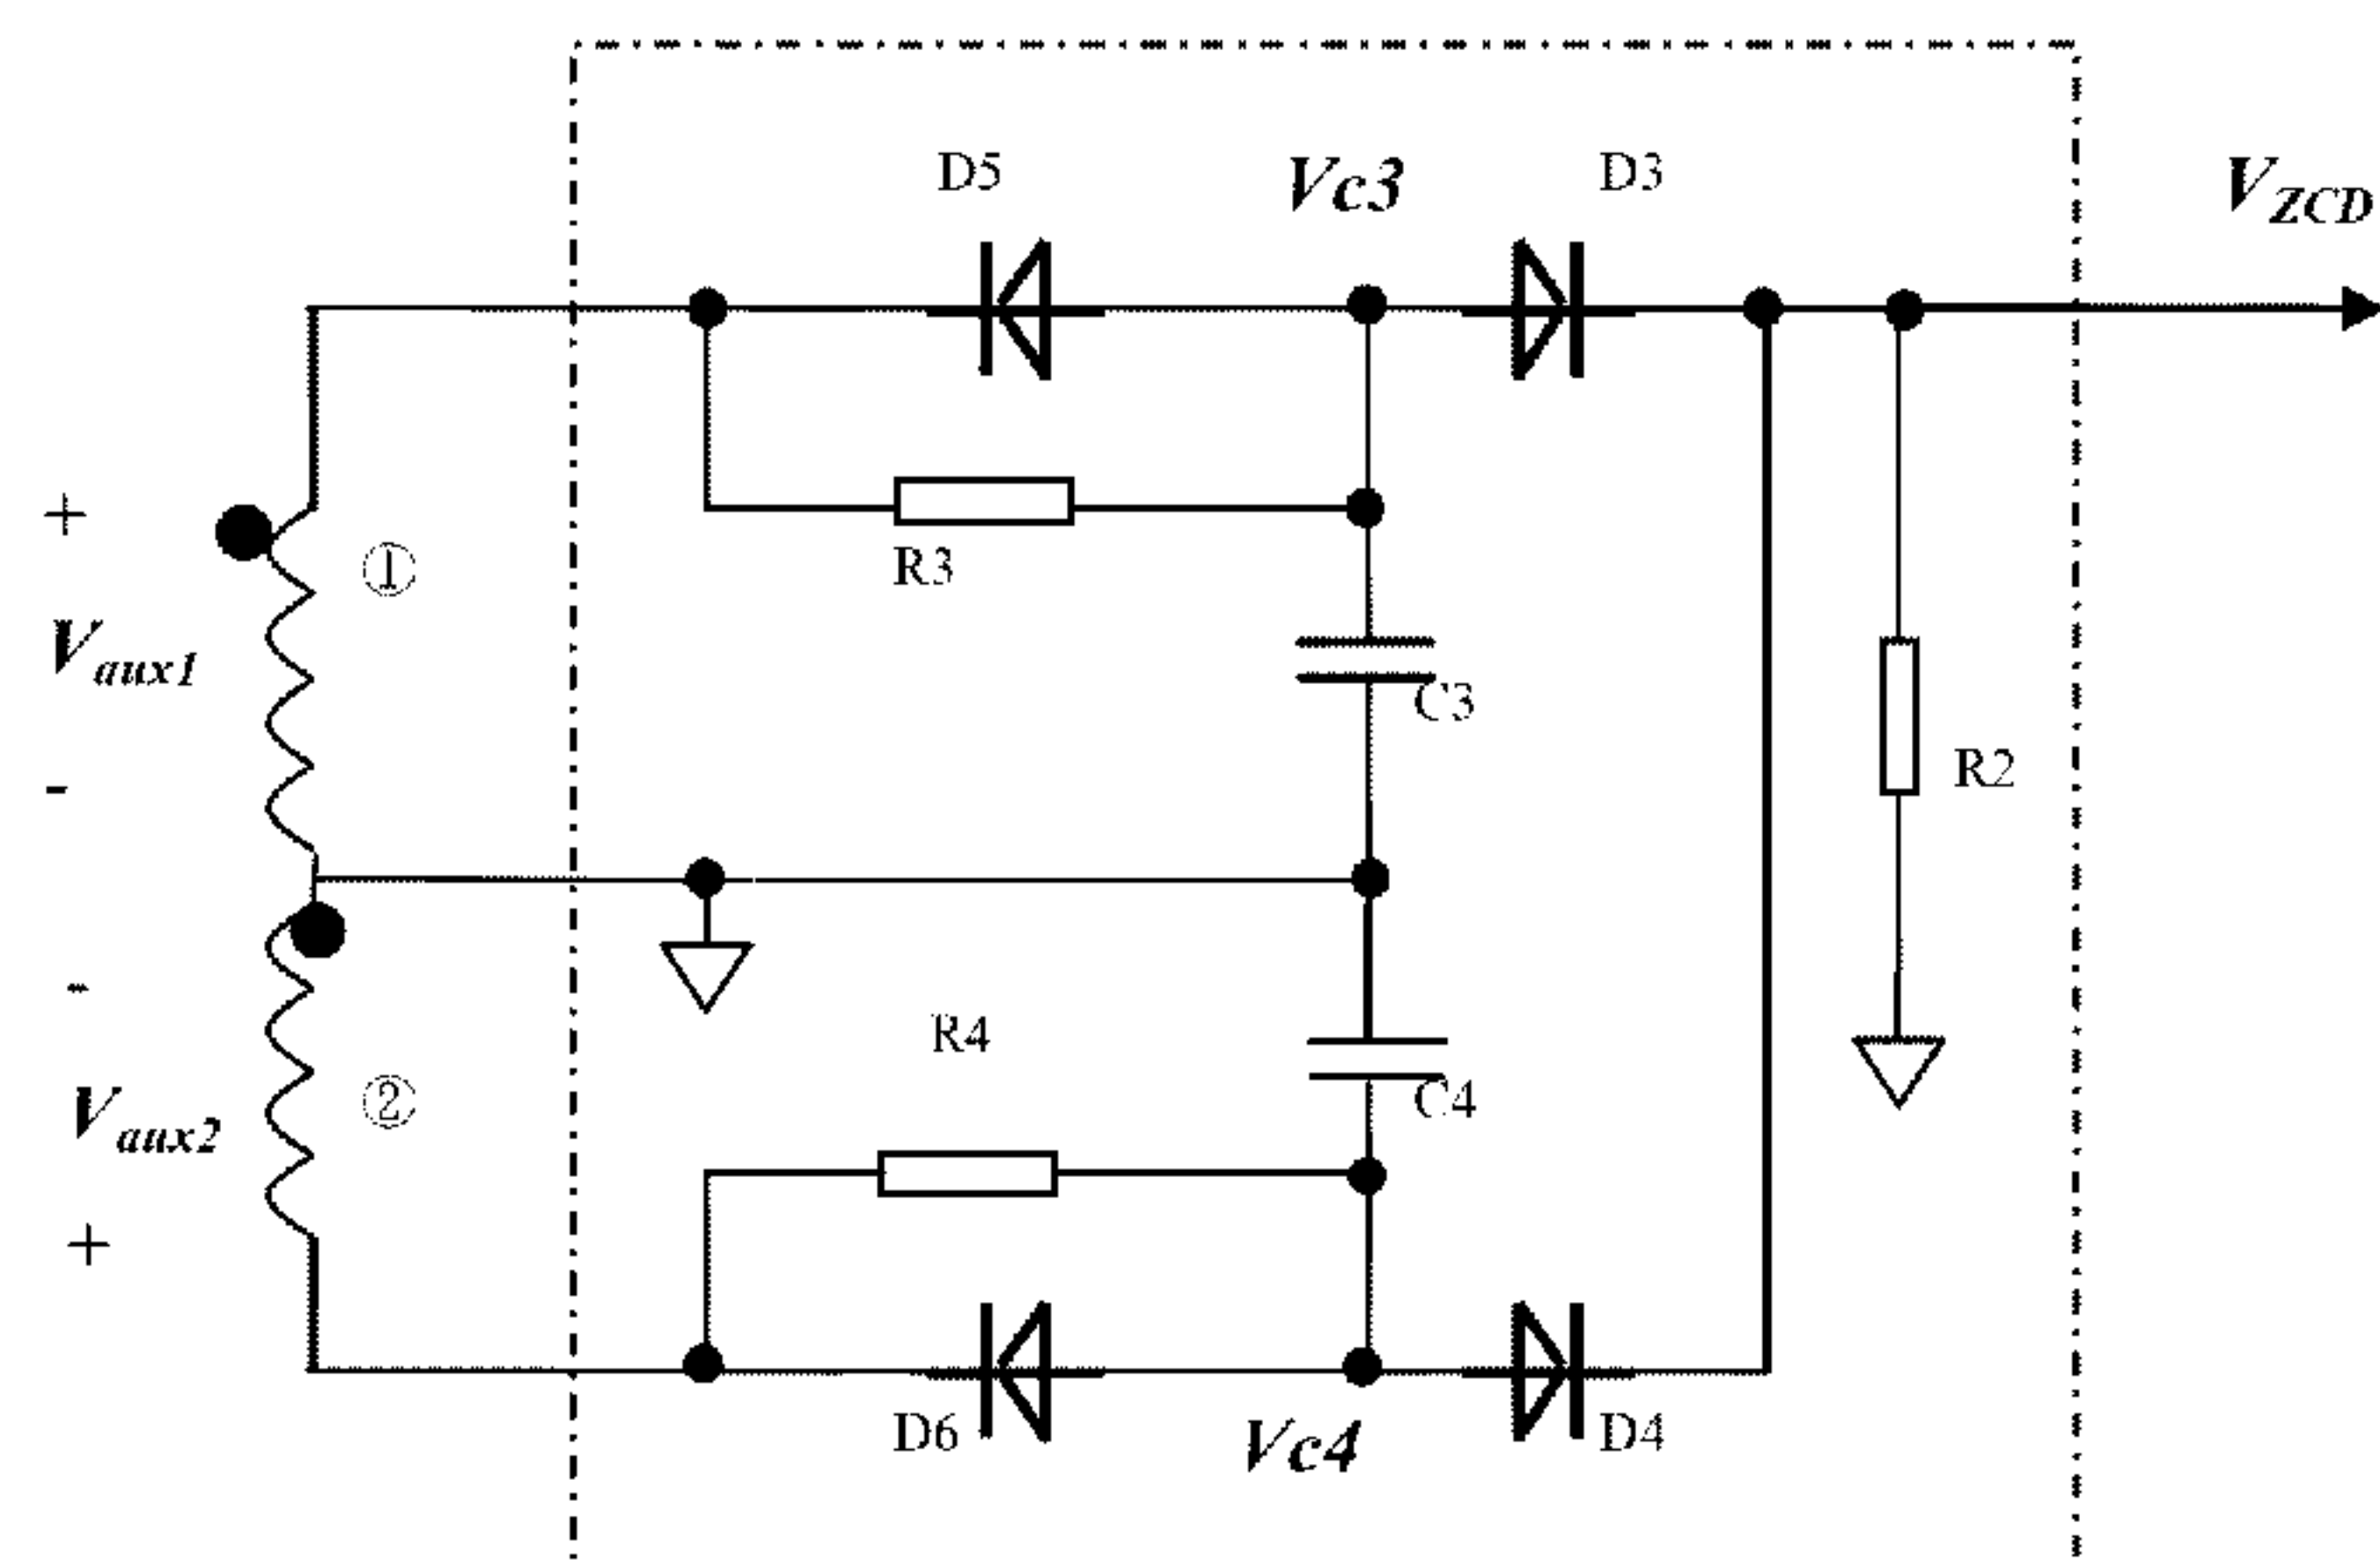 D5
Vc3
D3
VZCD
+
①
R3
Vaux1
C3
-
R2
-
R4
Vaux2
②
C4
+
D6
Vc4
D4